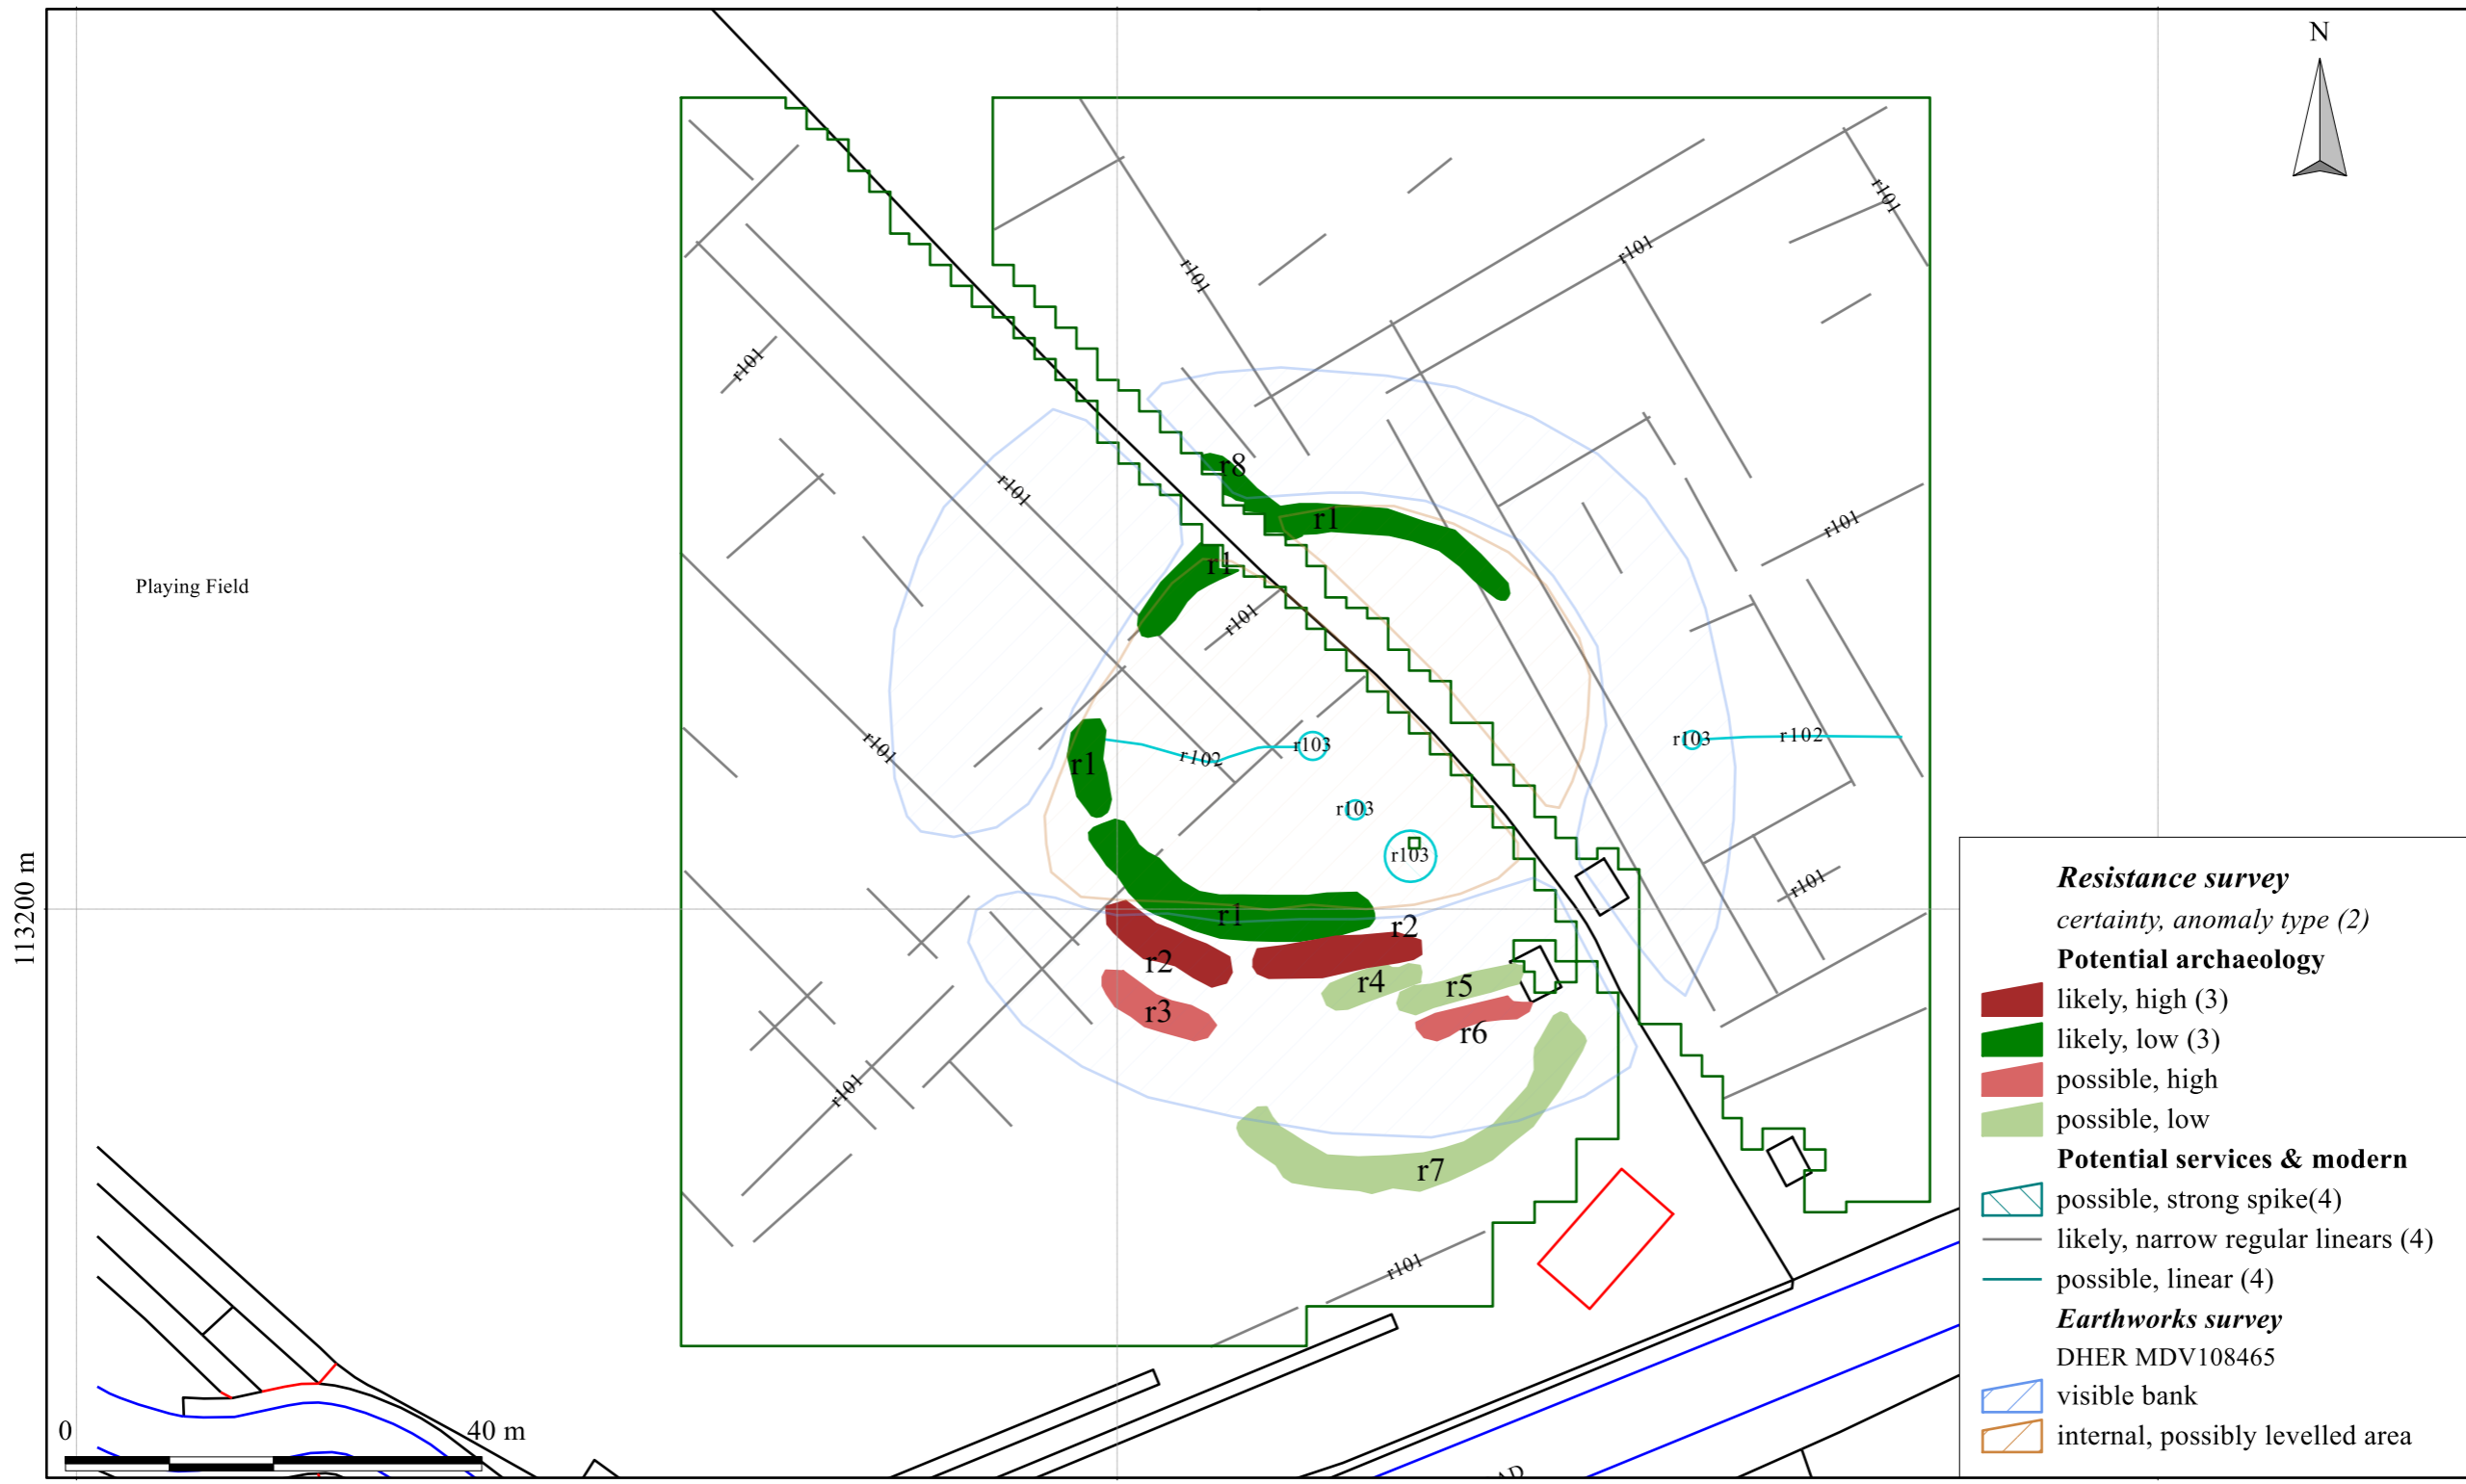 N
r101
r101
r101
r101
r8
r101
r1
r101
r1
Playing Field
r101
r101
r103
r102
r102
r103
r1
r103
r103
r101
r1
r2
r2
r4
r5
r3
r6
r101
r7
r101
113200 m
0
40 m
Resistance survey
certainty, anomaly type (2)
Potential archaeology
likely, high (3)
likely, low (3)
possible, high
possible, low
Potential services & modern
possible, strong spike(4)
likely, narrow regular linears (4)
possible, linear (4)
Earthworks survey
DHER MDV108465
visible bank
internal, possibly levelled area